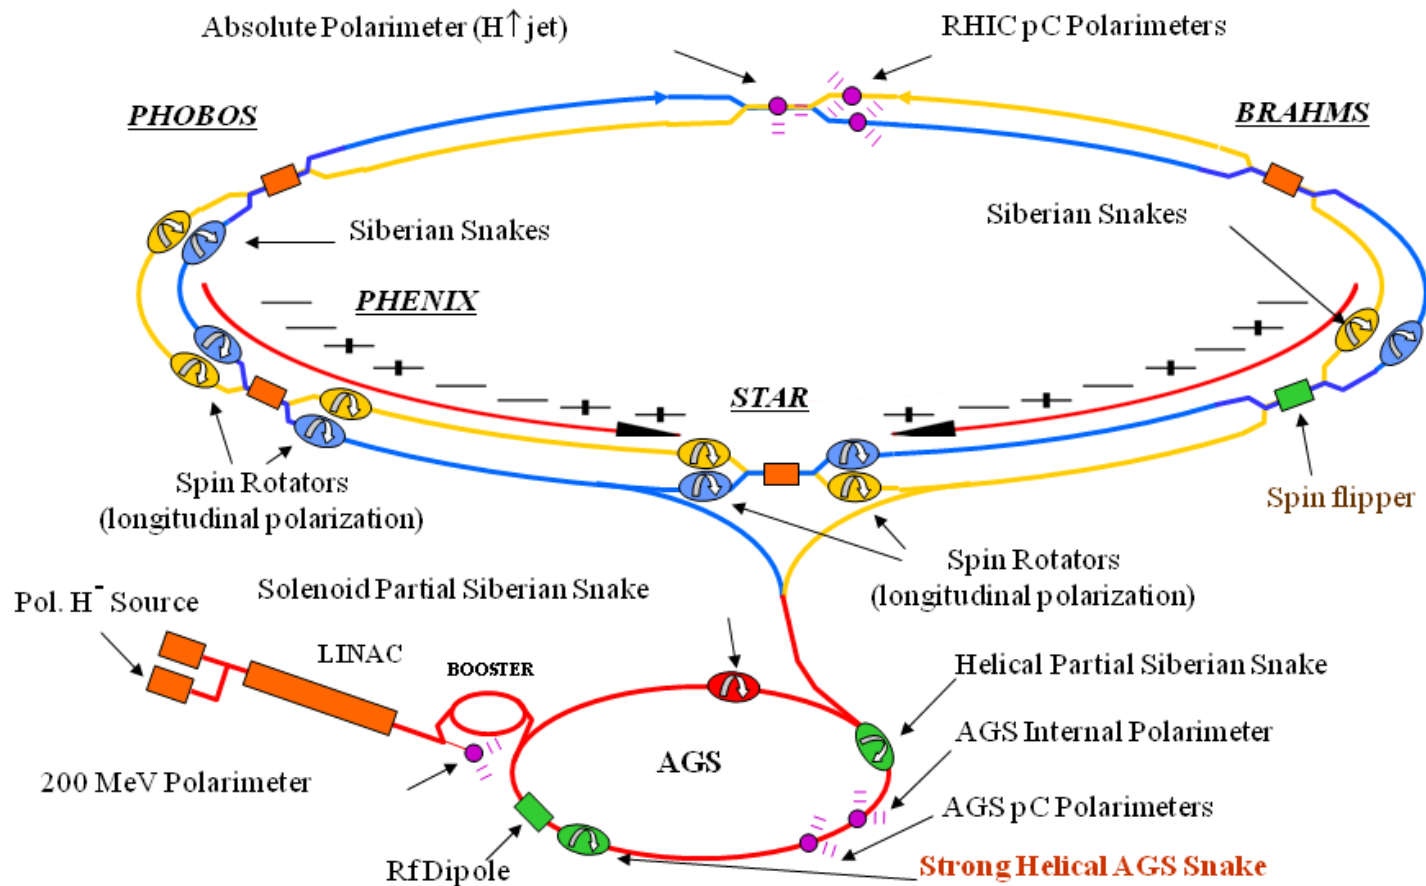 Absolute Polarimeter (H↑ jet)
RHIC pC Polarimeters
PHOBOS
BRAHMS
Siberian Snakes
Siberian Snakes
PHENIX
STAR
Spin Rotators
(longitudinal polarization)
Spin flipper
Spin Rotators
(longitudinal polarization)
Solenoid Partial Siberian Snake
Pol. H⁻ Source
LINAC
BOOSTER
Helical Partial Siberian Snake
AGS Internal Polarimeter
AGS
200 MeV Polarimeter
AGS pC Polarimeters
Rf Dipole
Strong Helical AGS Snake